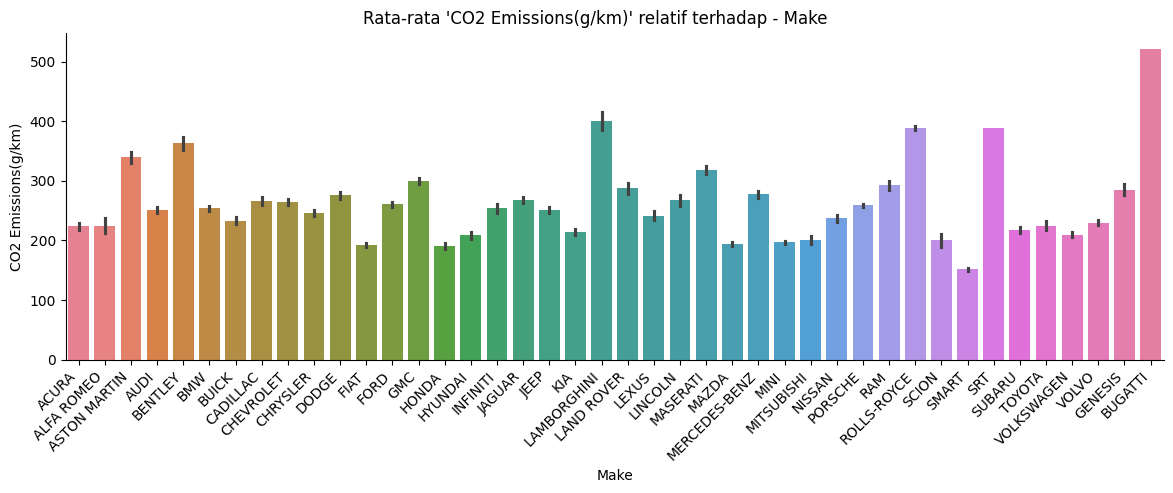 Rata-rata 'CO2 Emissions(g/km)' relatif terhadap - Make
CO2 Emissions(g/km)
500
400
300
200
100
0
ACURA
ALFA ROMEO
ASTON MARTIN
AUDI
BENTLEY
BMW
BUICK
CADILLAC
CHEVROLET
CHRYSLER
DODGE
FIAT
FORD
GMC
HONDA
HYUNDAI
INFINITI
JAGUAR
JEEP
KIA
LAMBORGHINI
LAND ROVER
LEXUS
LINCOLN
MASERATI
MAZDA
MERCEDES-BENZ
MINI
MITSUBISHI
NISSAN
PORSCHE
RAM
ROLLS-ROYCE
SCION
SMART
SRT
SUBARU
TOYOTA
VOLKSWAGEN
VOLVO
GENESIS
BUGATTI
Make